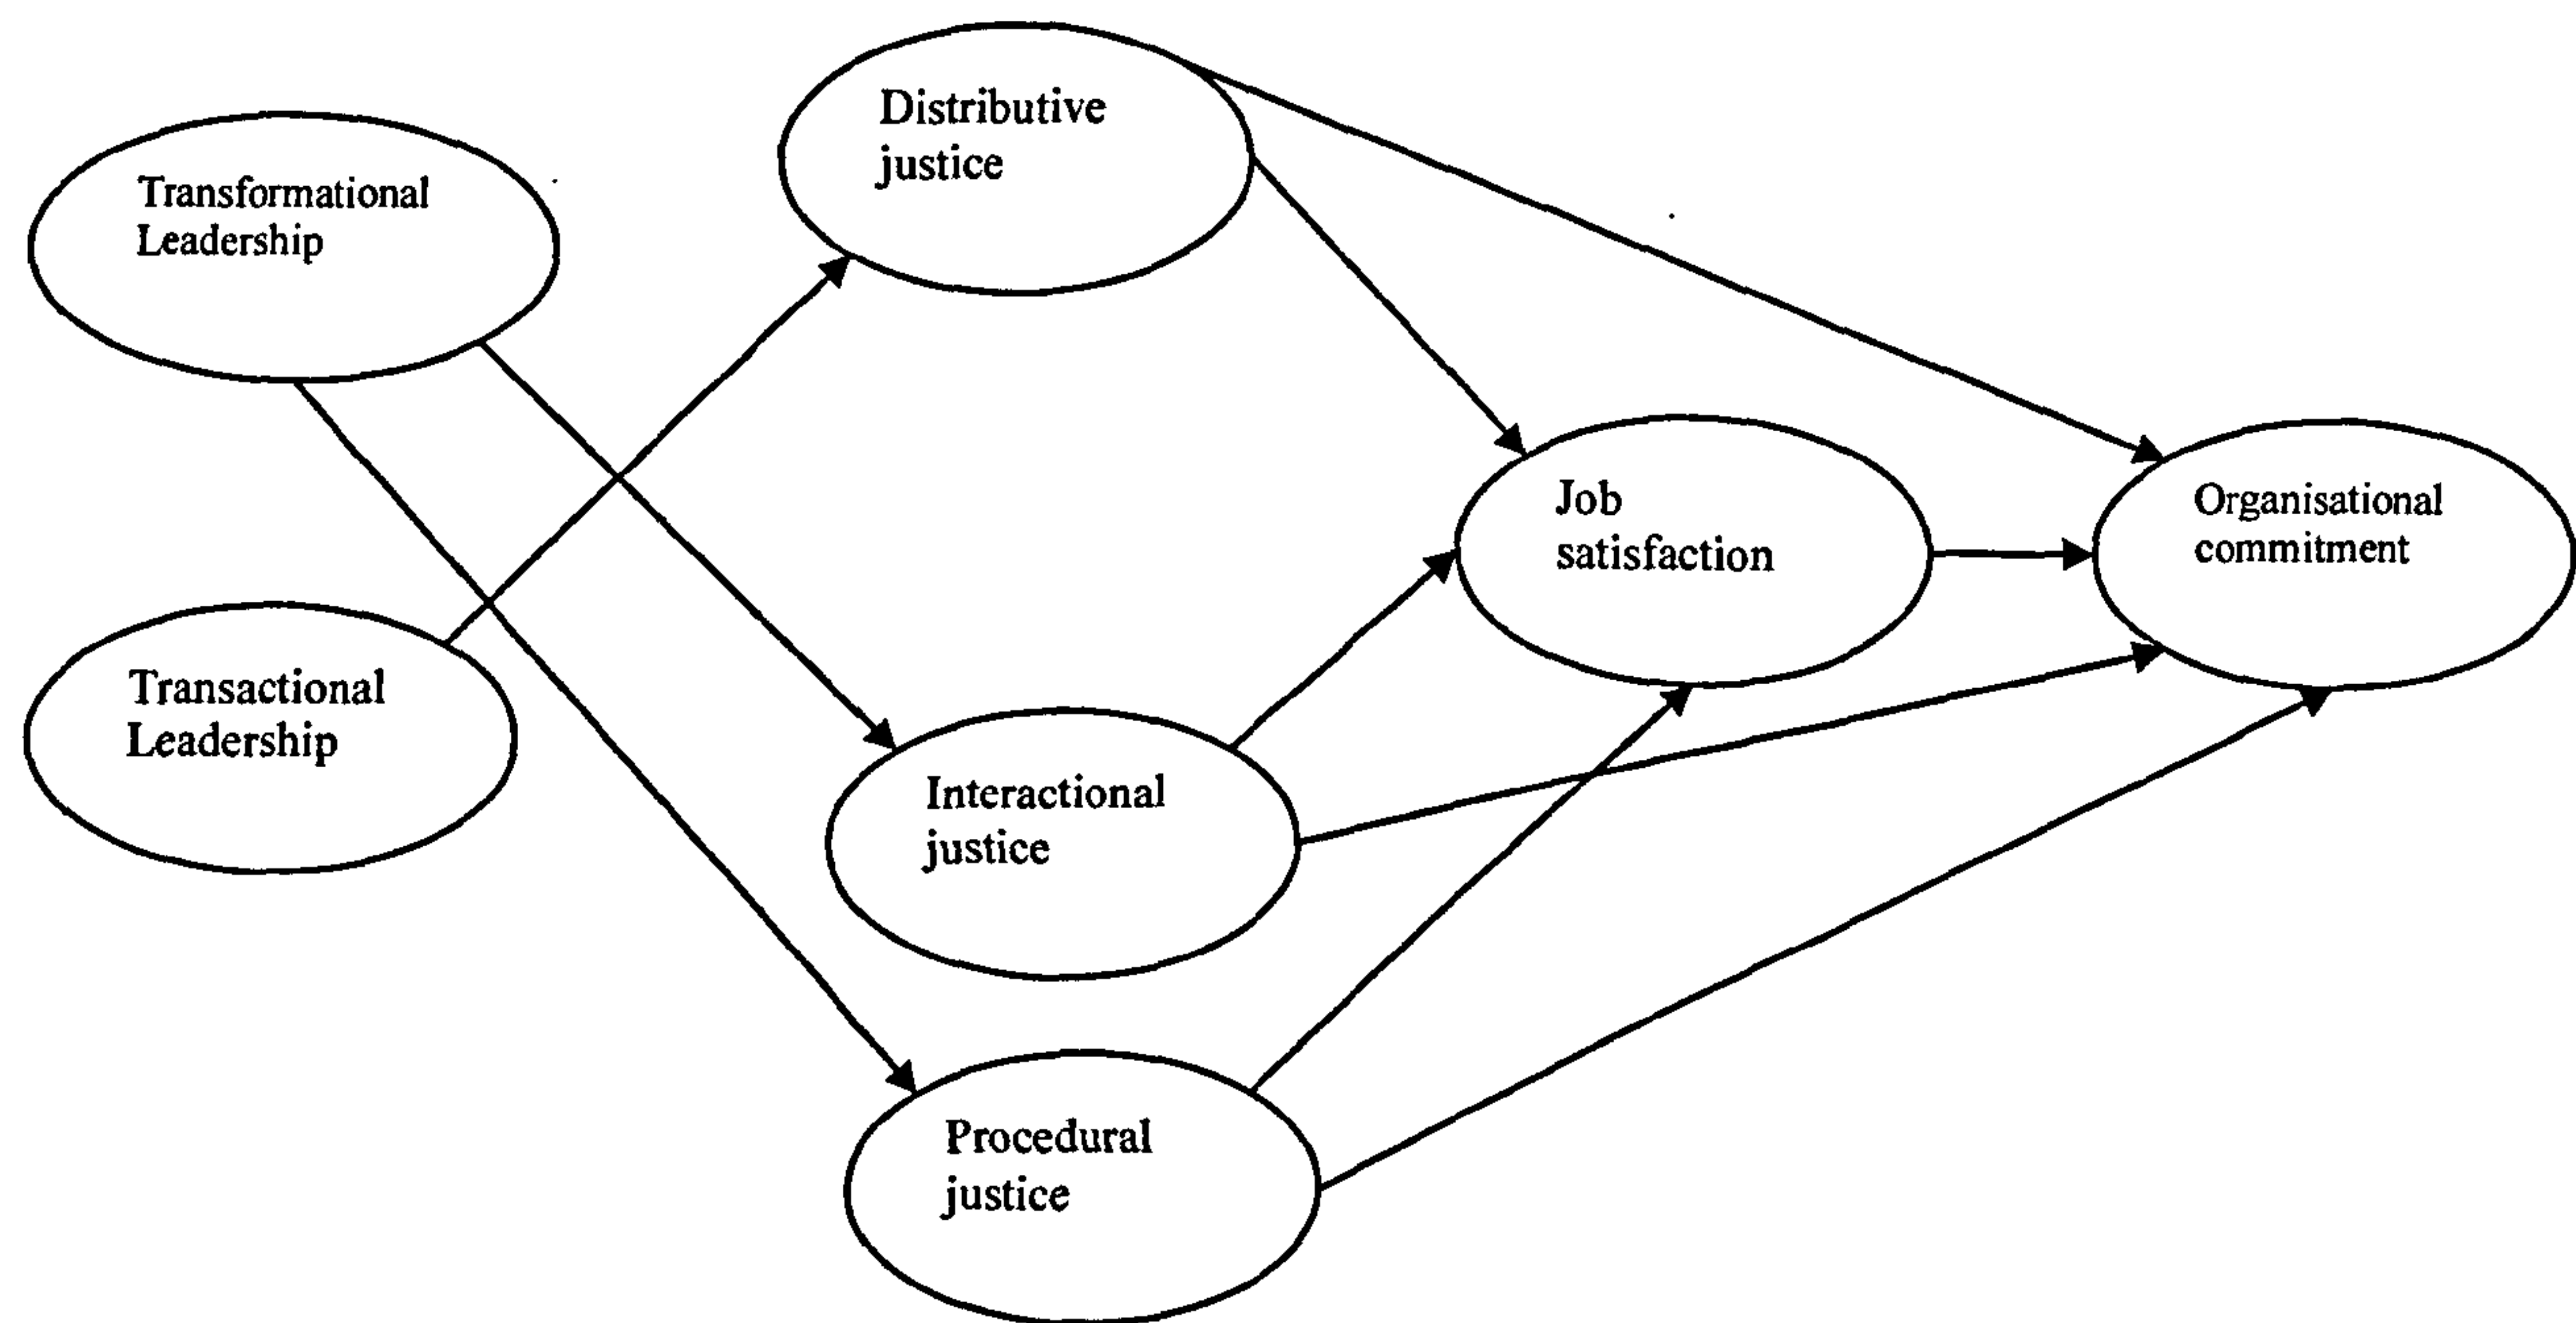 Distributive
justice
Transformational
Leadership
Job
satisfaction
Organisational
commitment
Transactional
Leadership
Interactional
justice
Procedural
justice